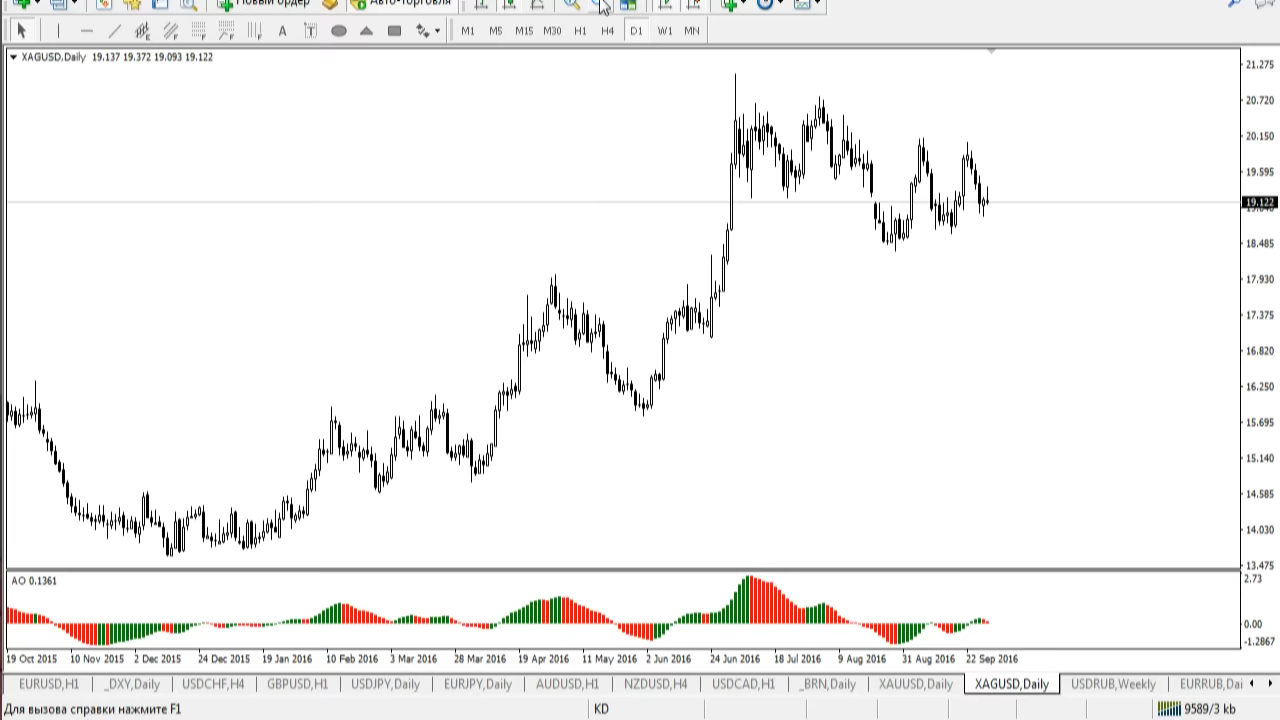 Новый ордер Авто-торговля
A T M1 M5 M15 M30 H1 H4 D1 W1 MN
XAGUSD,Daily 19.137 19.372 19.093 19.122
21.275
20.720
20.150
19.595
19.122
18.485
17.930
17.375
16.820
16.250
15.695
15.140
14.585
14.030
13.475
AO 0.1361
2.73
0.00
-1.2867
19 Oct 2015 10 Nov 2015 2 Dec 2015 24 Dec 2015 19 Jan 2016 10 Feb 2016 3 Mar 2016 28 Mar 2016 19 Apr 2016 11 May 2016 2 Jun 2016 24 Jun 2016 18 Jul 2016 9 Aug 2016 31 Aug 2016 22 Sep 2016
EURUSD,H1 _DXY,Daily USDCHF,H4 GBPUSD,H1 USDJPY,Daily EURJPY,Daily AUDUSD,H1 NZDUSD,H4 USDCAD,H1 _BRN,Daily XAUUSD,Daily XAGUSD,Daily USDRUB,Weekly EURRUB,Dai
Для вызова справки нажмите F1 KD 9589/3 kb